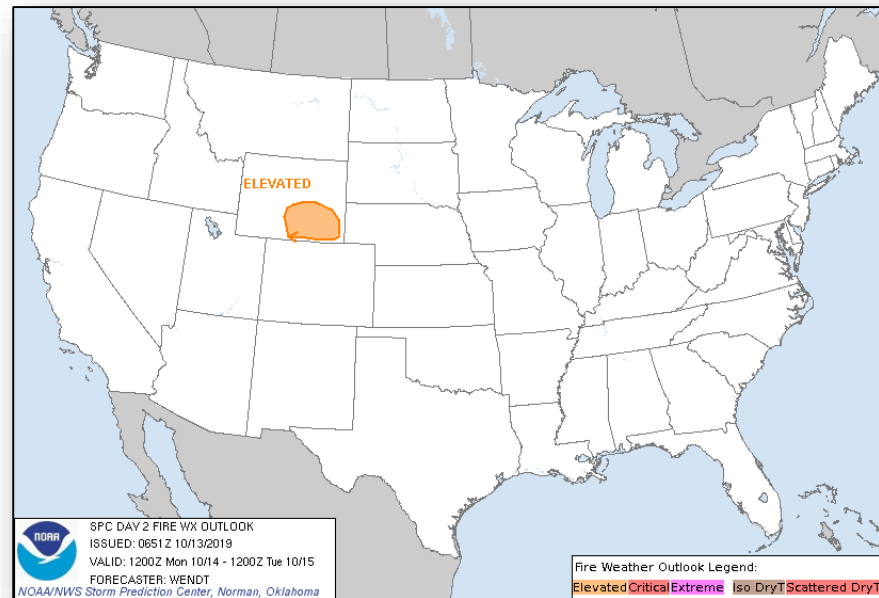 ELEVATED
NOAA
SPC DAY 2 FIRE WX OUTLOOK
ISSUED: 0651Z 10/13/2019
VALID: 1200Z Mon 10/14 - 1200Z Tue 10/15
FORECASTER: WENDT
NOAA/NWS Storm Prediction Center, Norman, Oklahoma
Fire Weather Outlook Legend:
Elevated Critical Extreme Iso DryT Scattered DryT